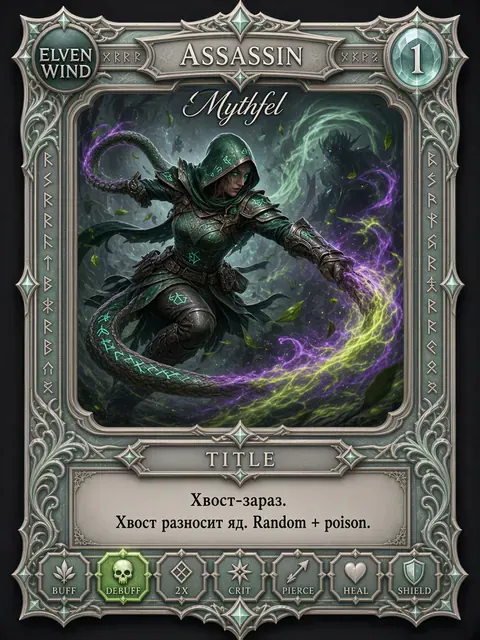 ELVEN
WIND
ASSASSIN
1
Mythfel
TITLE
Хвост-зараз.
Хвост разносит яд. Random + poison.
BUFF
DEBUFF
2X
CRIT
PIERCE
HEAL
SHIELD